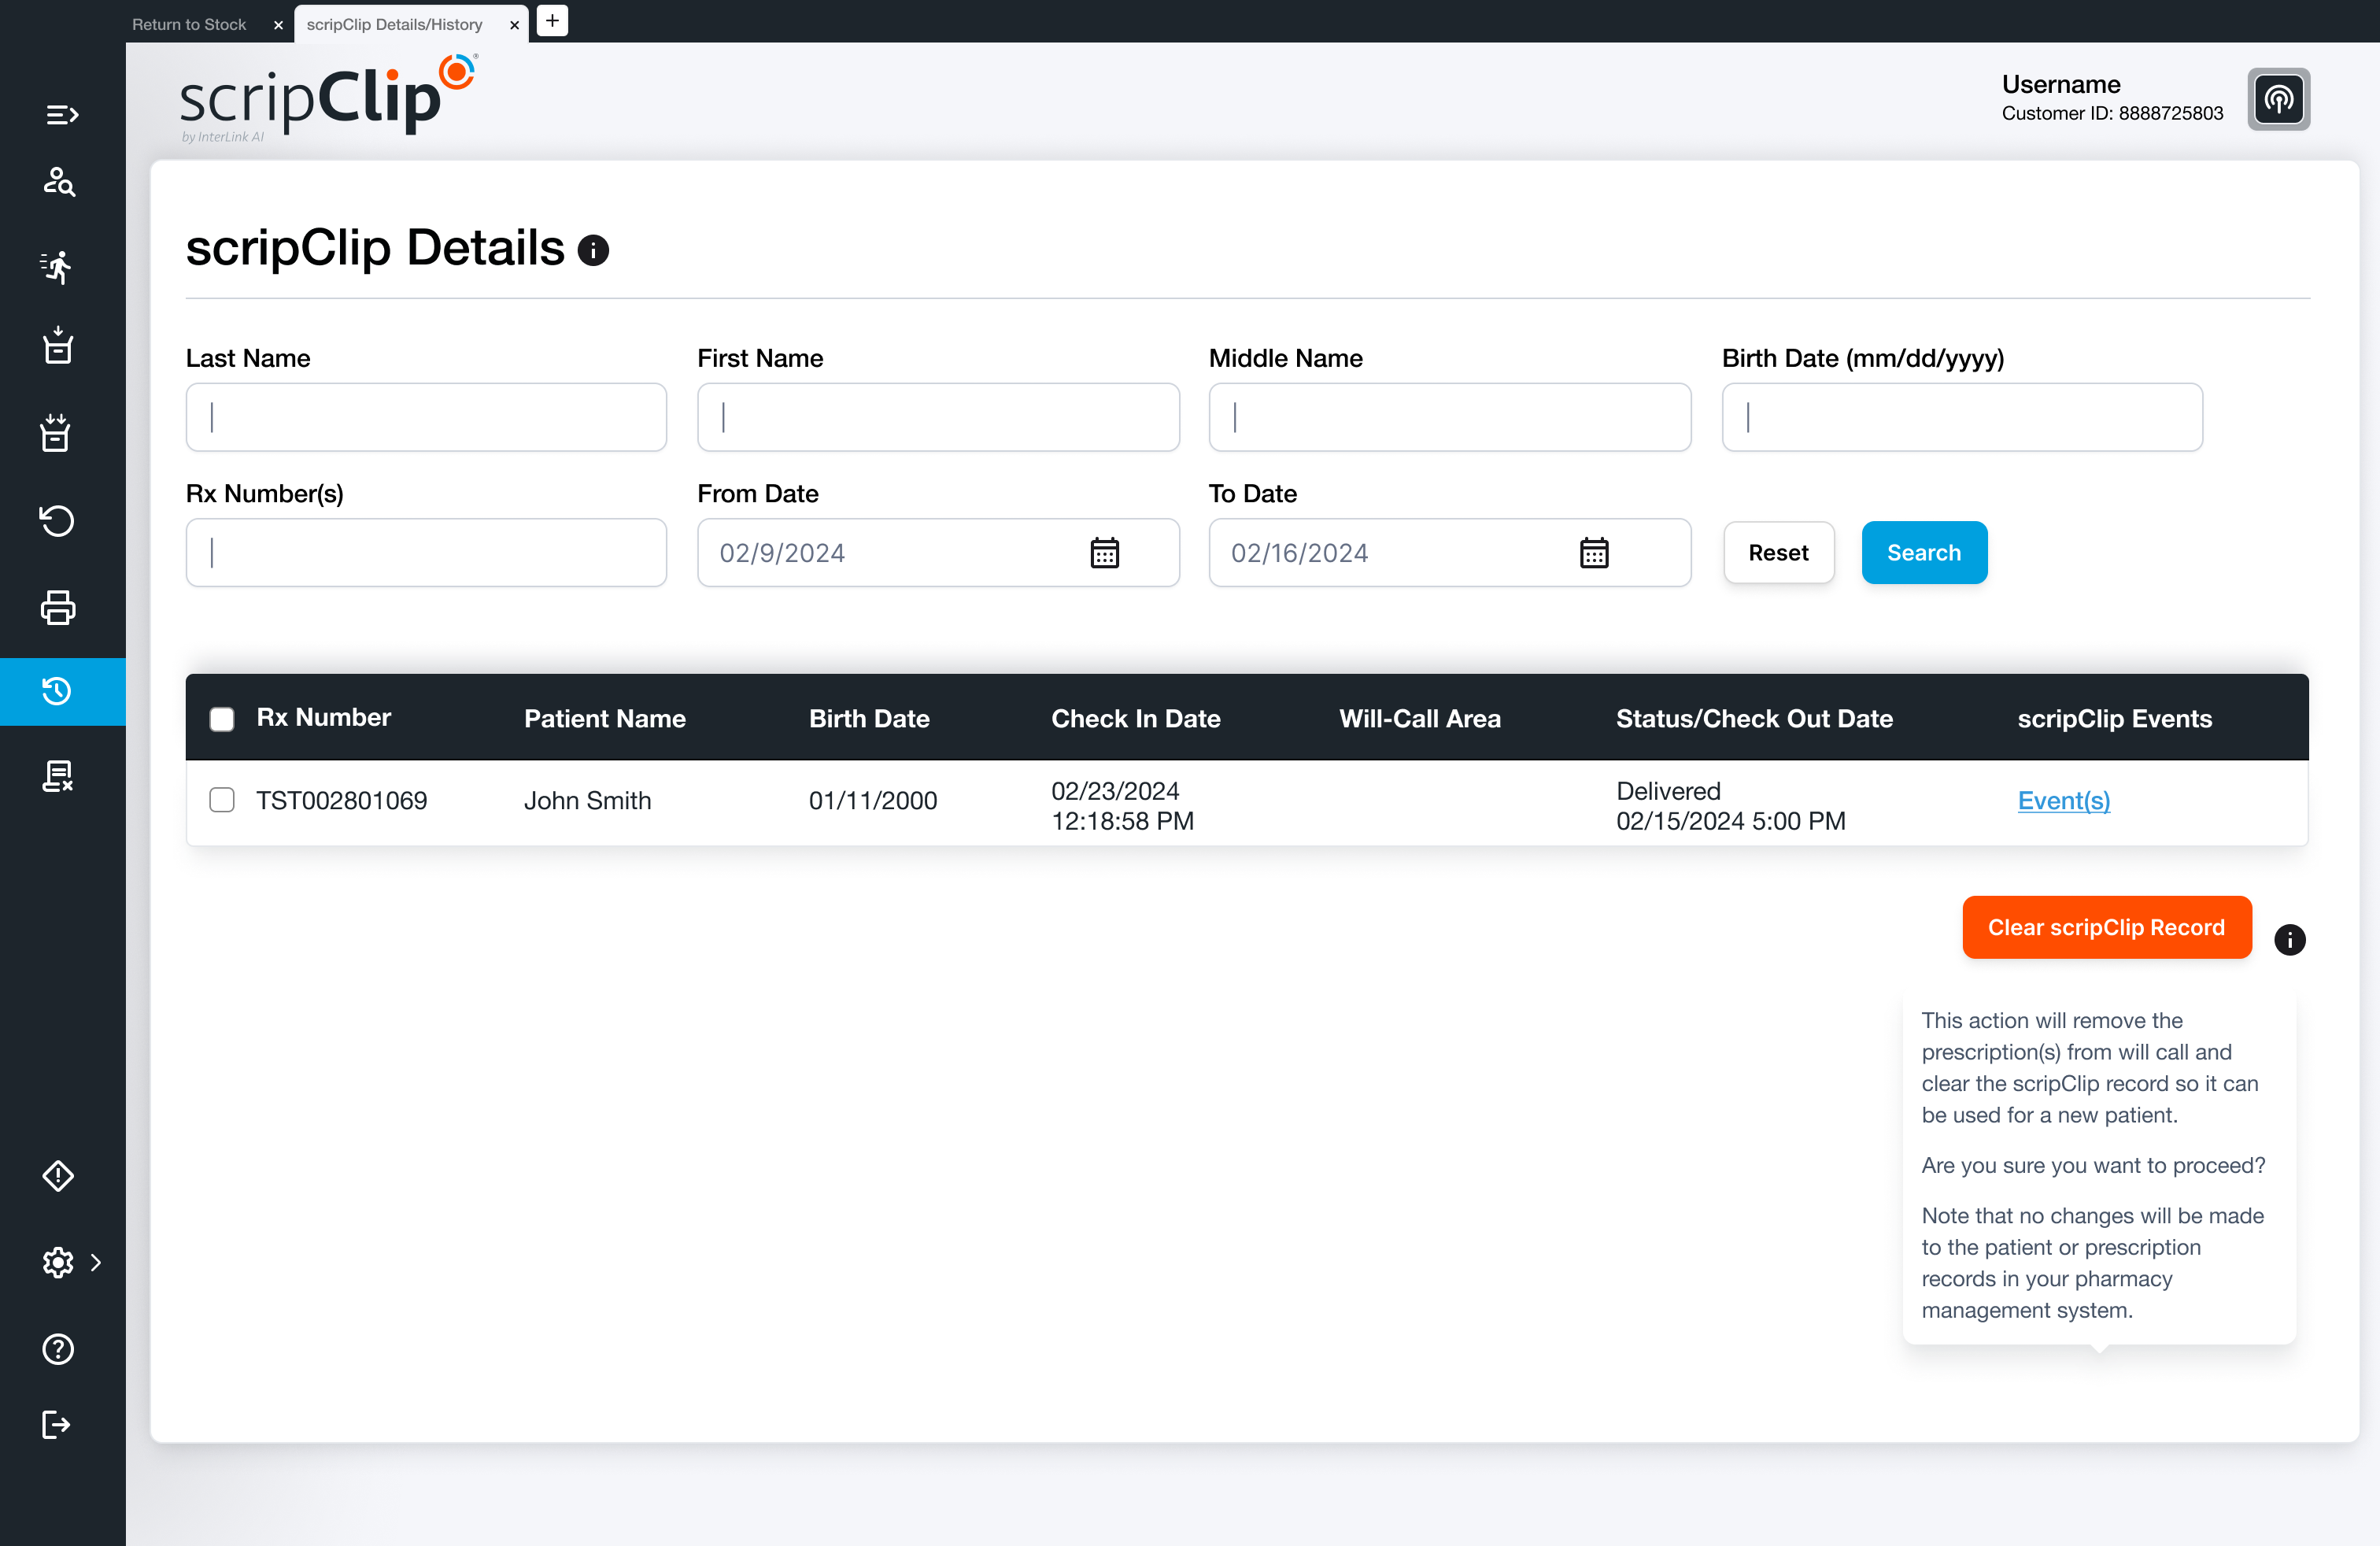 Return to Stock
scripClip Details/History
scripClip®
by InterLink AI
Username
Customer ID: 8888725803
scripClip Details
Last Name
First Name
Middle Name
Birth Date (mm/dd/yyyy)
Rx Number(s)
From Date
To Date
02/9/2024
02/16/2024
Reset
Search
Rx Number
Patient Name
Birth Date
Check In Date
Will-Call Area
Status/Check Out Date
scripClip Events
TST002801069
John Smith
01/11/2000
02/23/2024
12:18:58 PM
Delivered
02/15/2024 5:00 PM
Event(s)
Clear scripClip Record
This action will remove the
prescription(s) from will call and
clear the scripClip record so it can
be used for a new patient.
Are you sure you want to proceed?
Note that no changes will be made
to the patient or prescription
records in your pharmacy
management system.